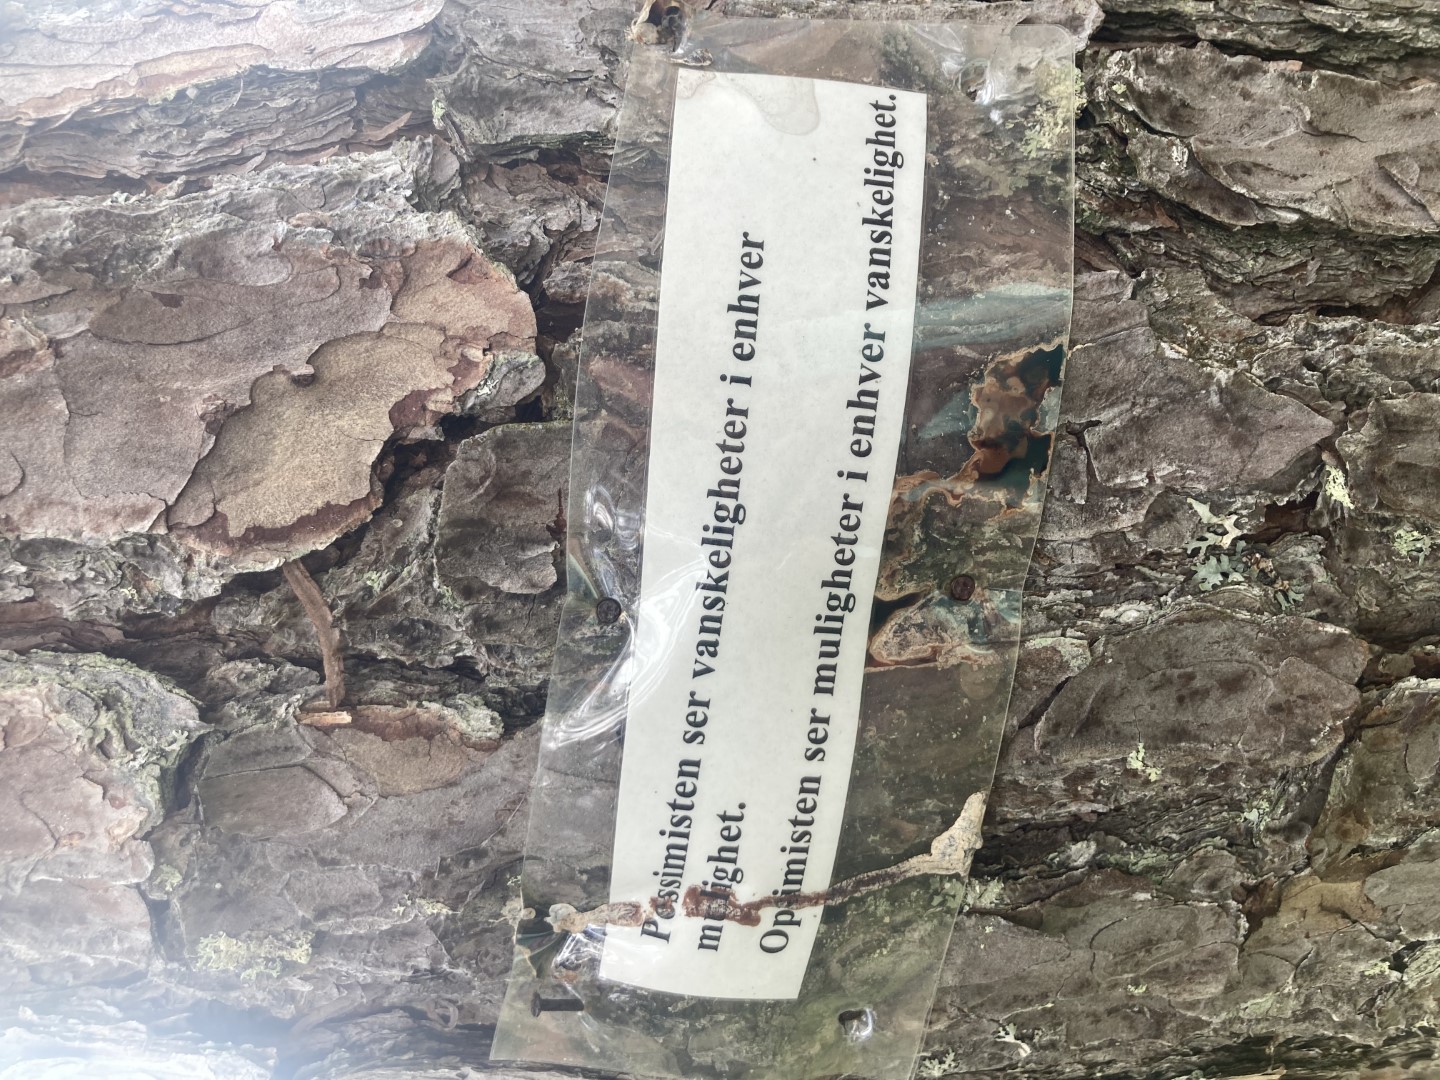 Pessimisten ser vanskeligheter i enhver
mulighet.
Optimisten ser muligheter i enhver vanskelighet.